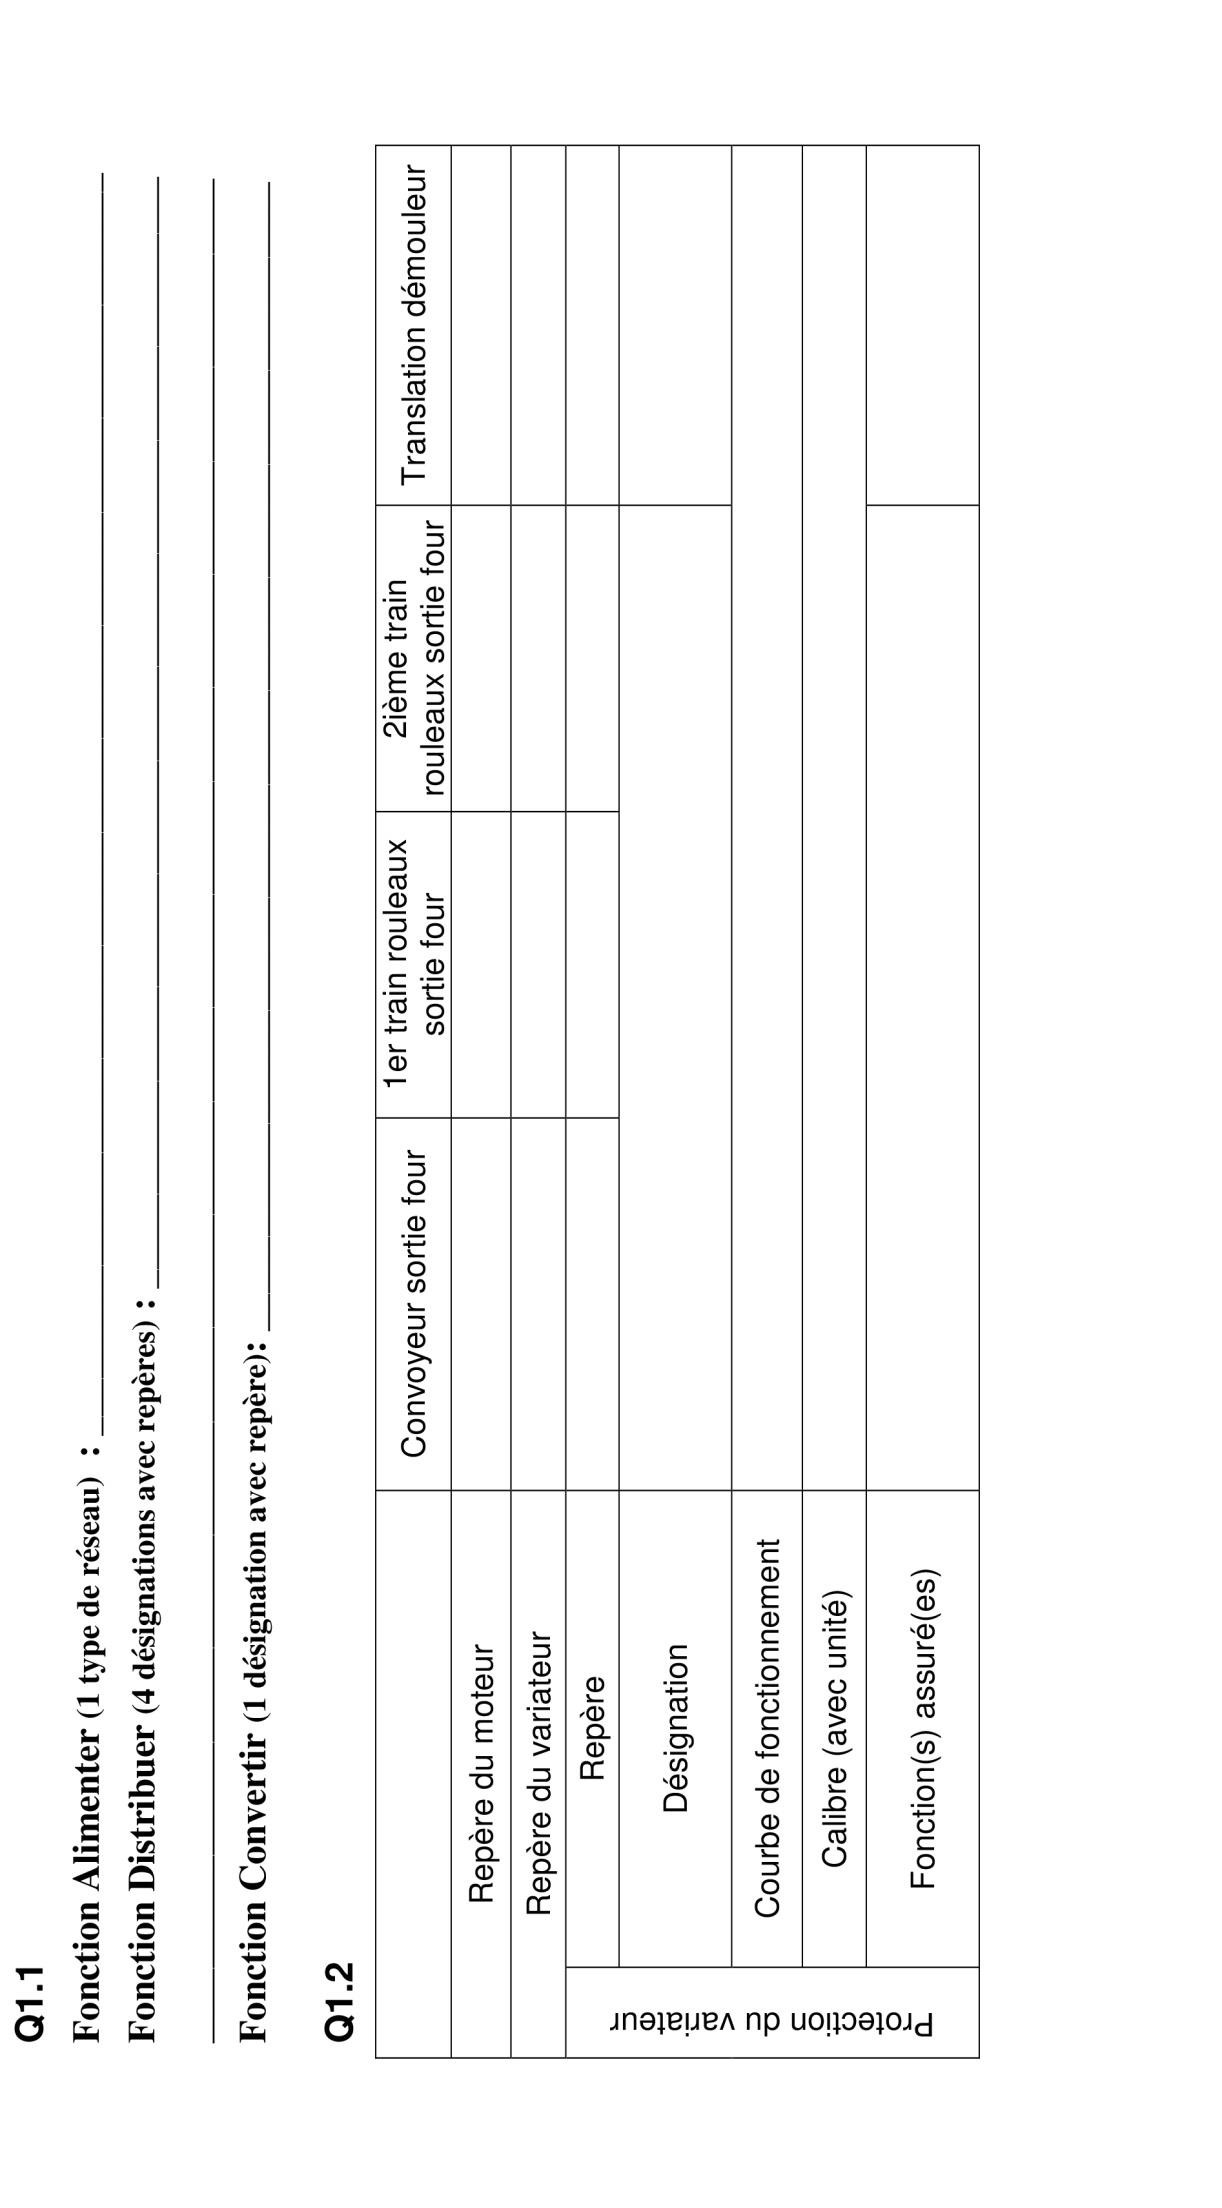 Q1.1
Fonction Alimenter (1 type de réseau) :
Fonction Distribuer (4 désignations avec repères) :
Fonction Convertir (1 désignation avec repère):
Q1.2
Convoyeur sortie four
1er train rouleaux
sortie four
2ième train
rouleaux sortie four
Translation démouleur
Repère du moteur
Repère du variateur
Protection du variateur
Repère
Désignation
Courbe de fonctionnement
Calibre (avec unité)
Fonction(s) assuré(es)